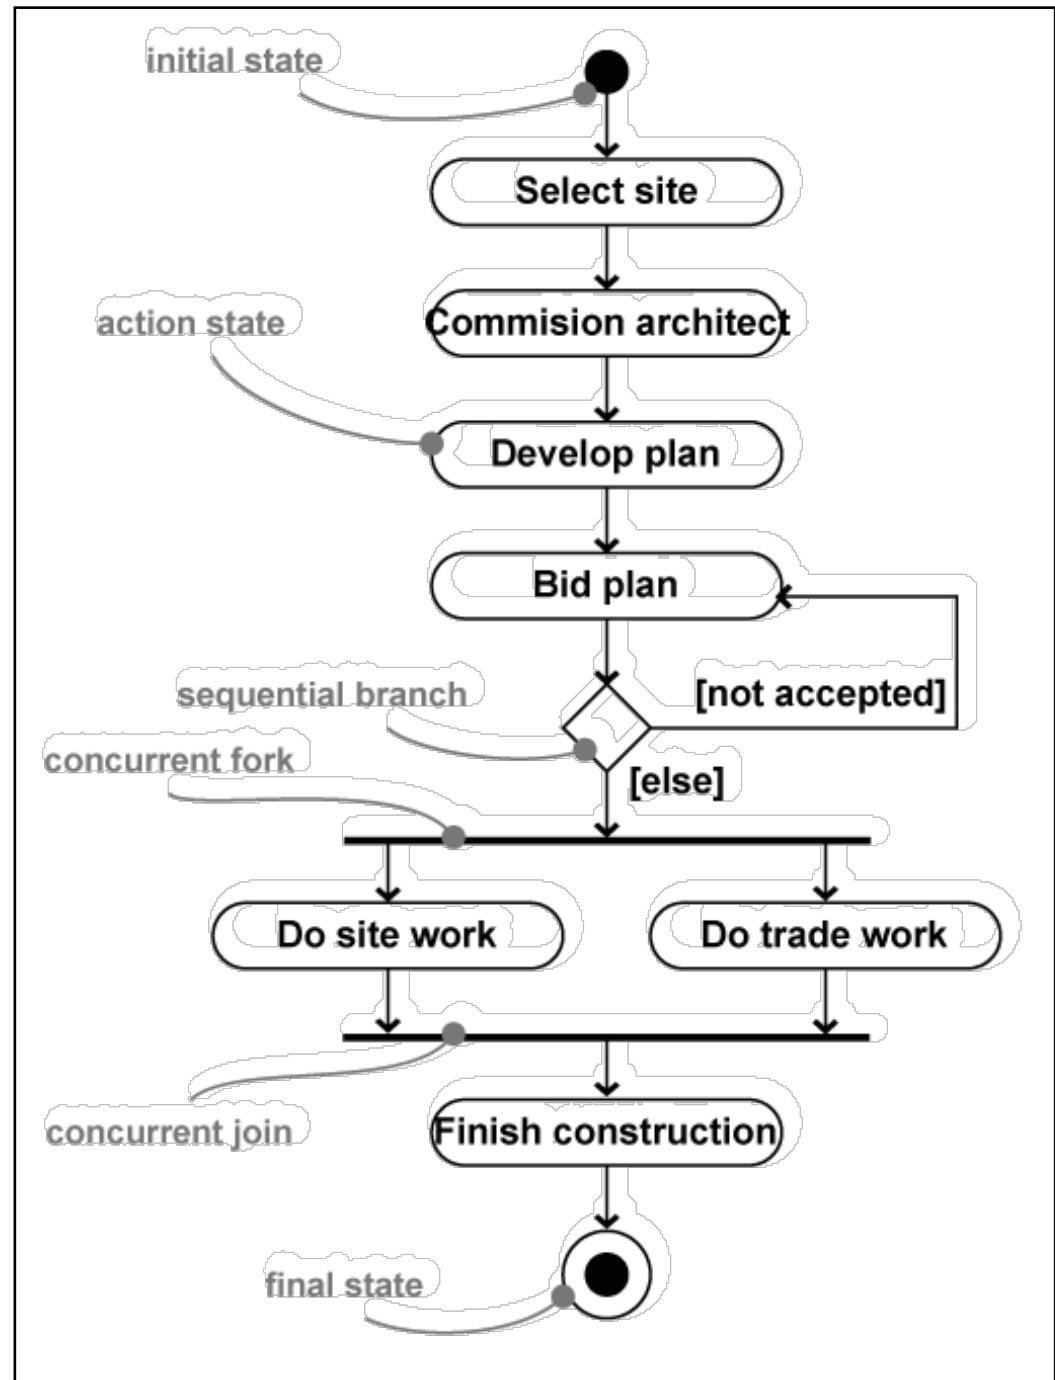 initial state
Select site
Commision architect
action state
Develop plan
Bid plan
[not accepted]
sequential branch
concurrent fork
[else]
Do site work
Do trade work
concurrent join
Finish construction
final state